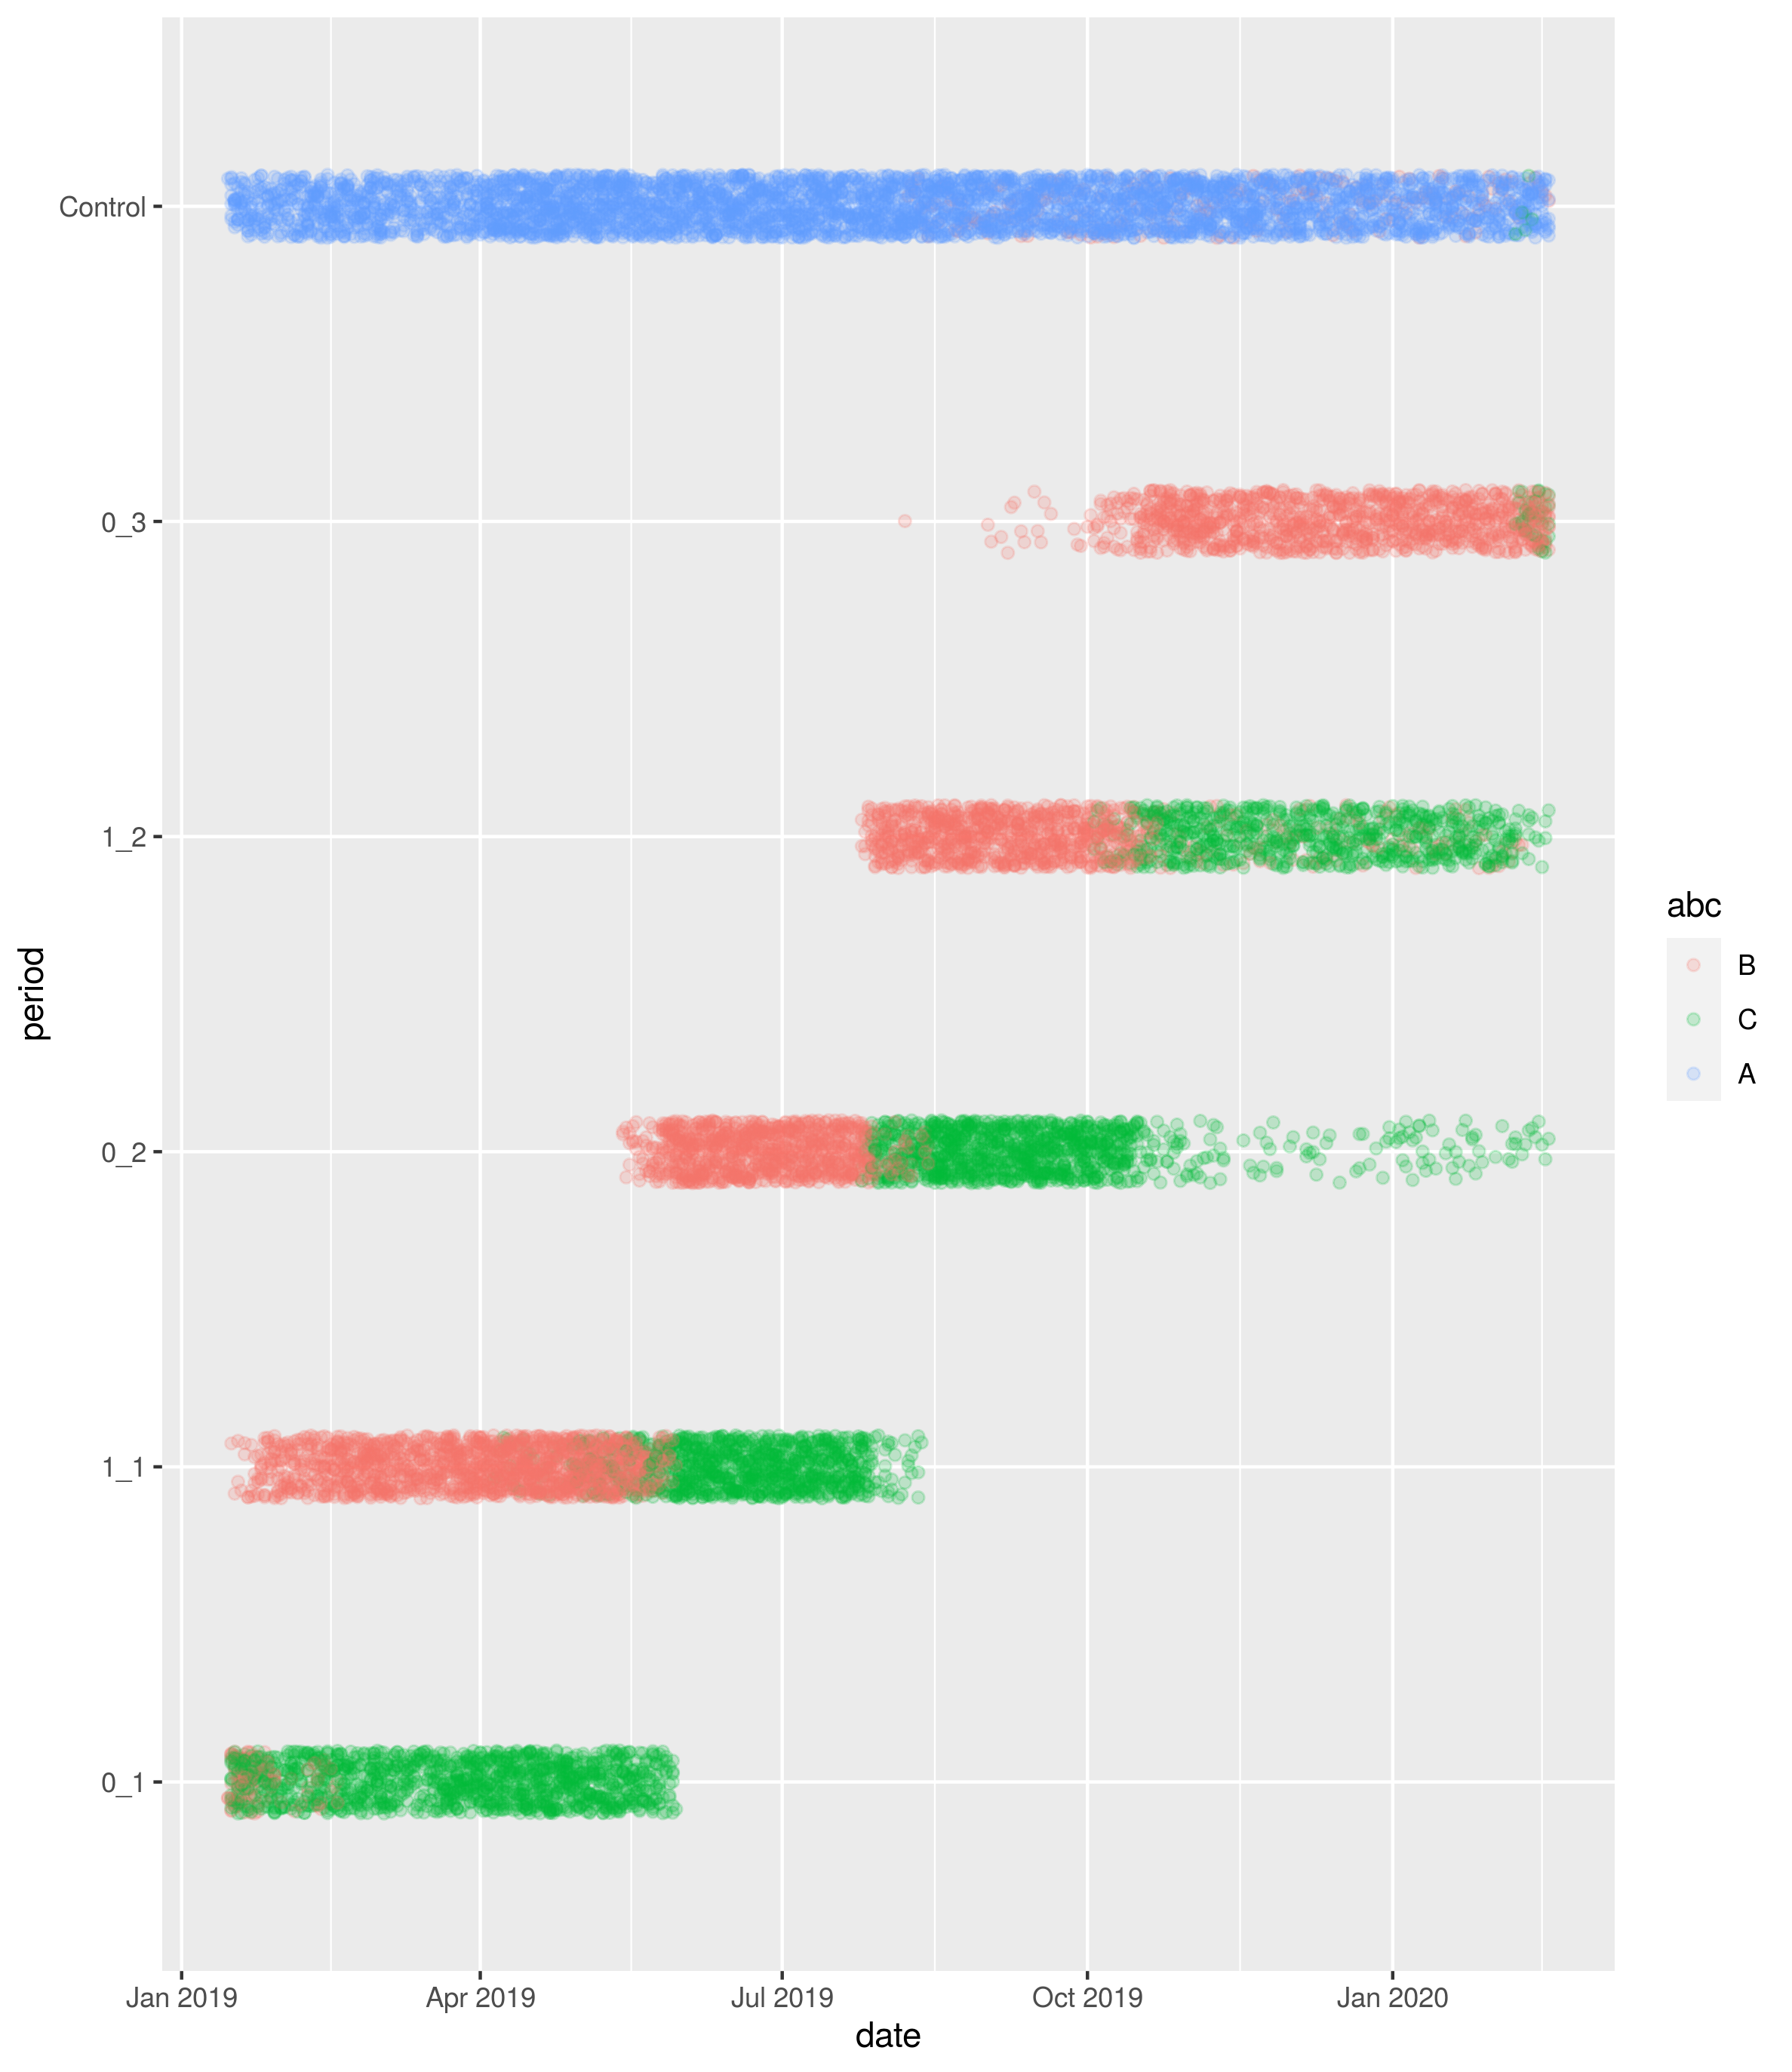 Control
0_3
1_2
0_2
1_1
0_1
period
Jan 2019
Apr 2019
Jul 2019
Oct 2019
Jan 2020
date
abc
B
C
A